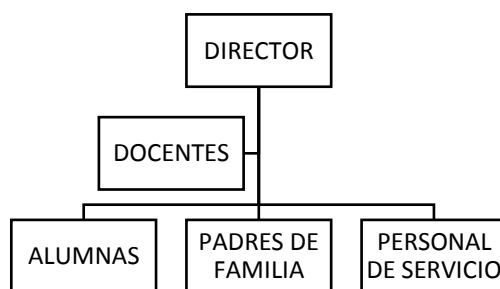 DIRECTOR
DOCENTES
ALUMNAS
PADRES DE
FAMILIA
PERSONAL
DE SERVICIO